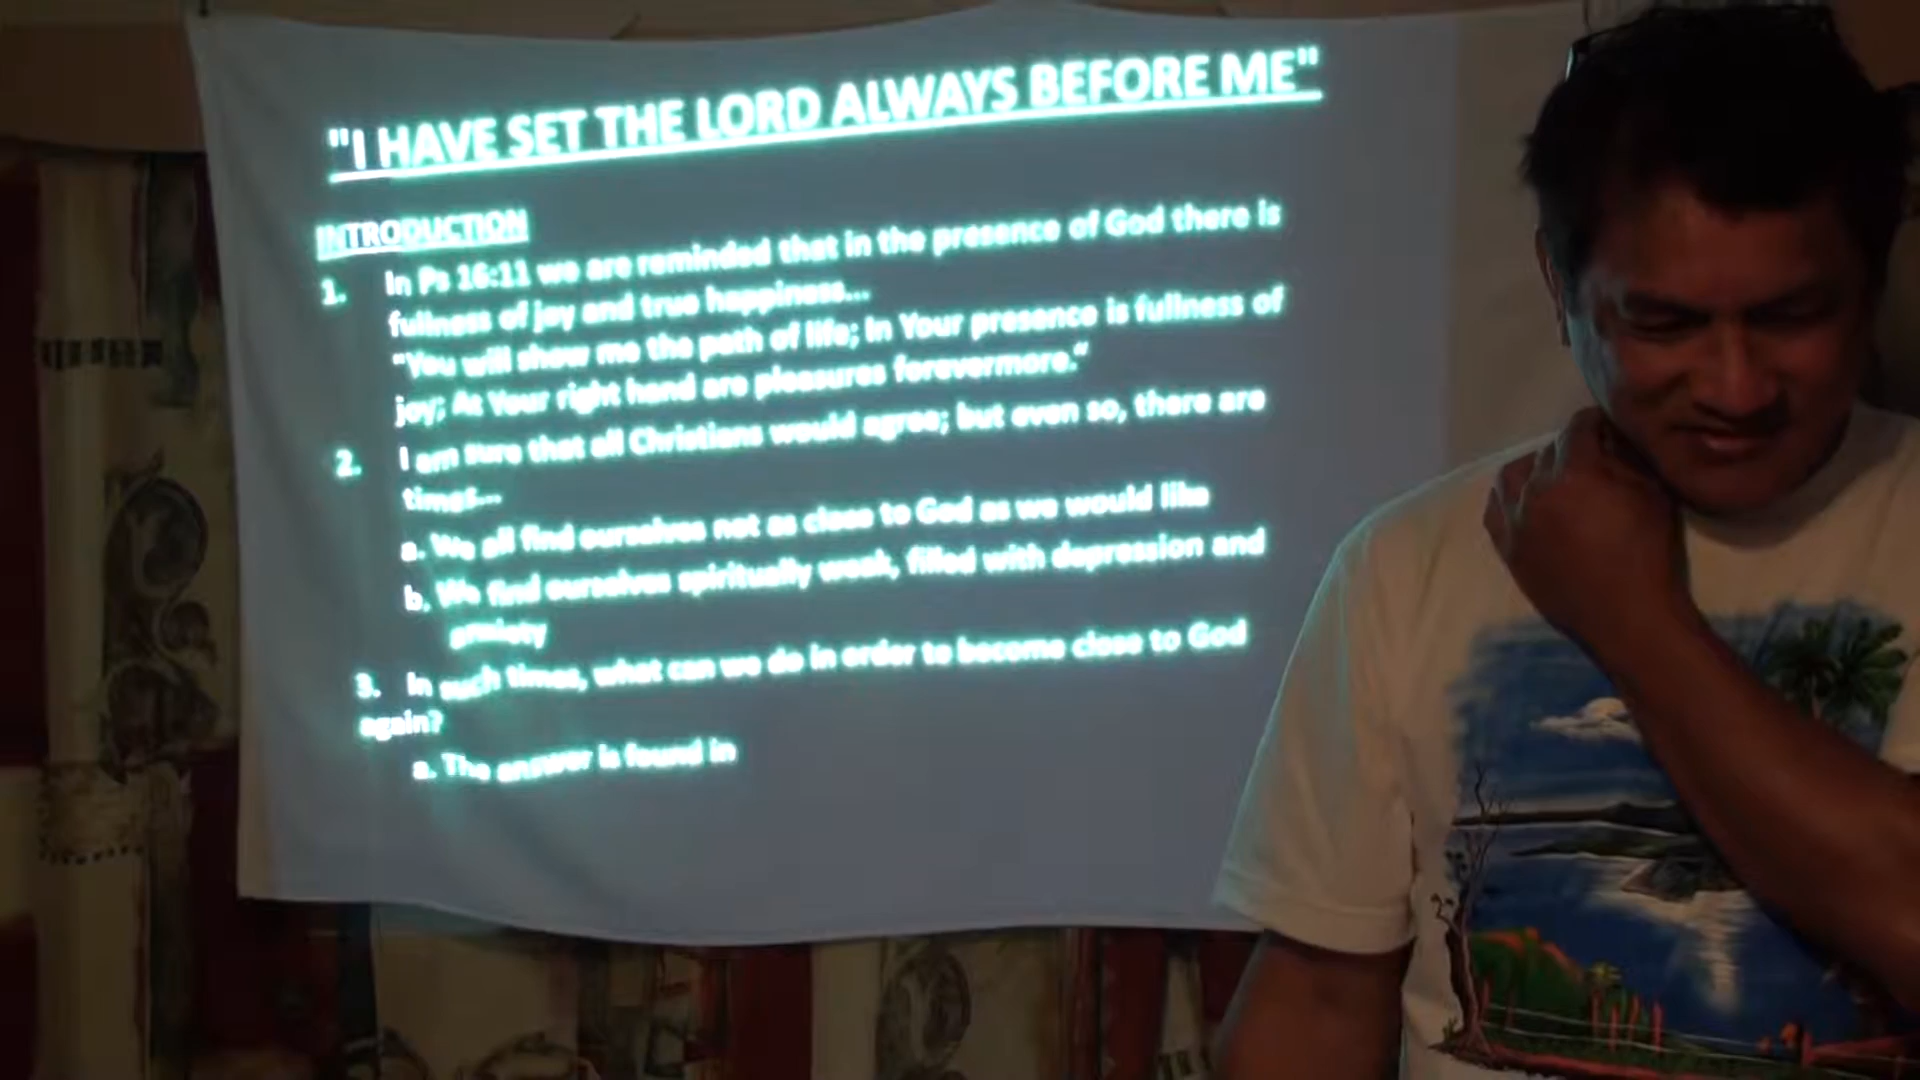 "I HAVE SET THE LORD ALWAYS BEFORE ME"
INTRODUCTION
1. In Ps 16:11 we are reminded that in the presence of God there is
fullness of joy and true happiness...
"You will show me the path of life; In Your presence is fullness of
joy; At Your right hand are pleasures forevermore."
2. I am sure that all Christians would agree; but even so, there are
times...
a. We all find ourselves not as close to God as we would like
b. We find ourselves spiritually weak, filled with depression and
anxiety
3. In such times, what can we do in order to become close to God
again?
a. The answer is found in